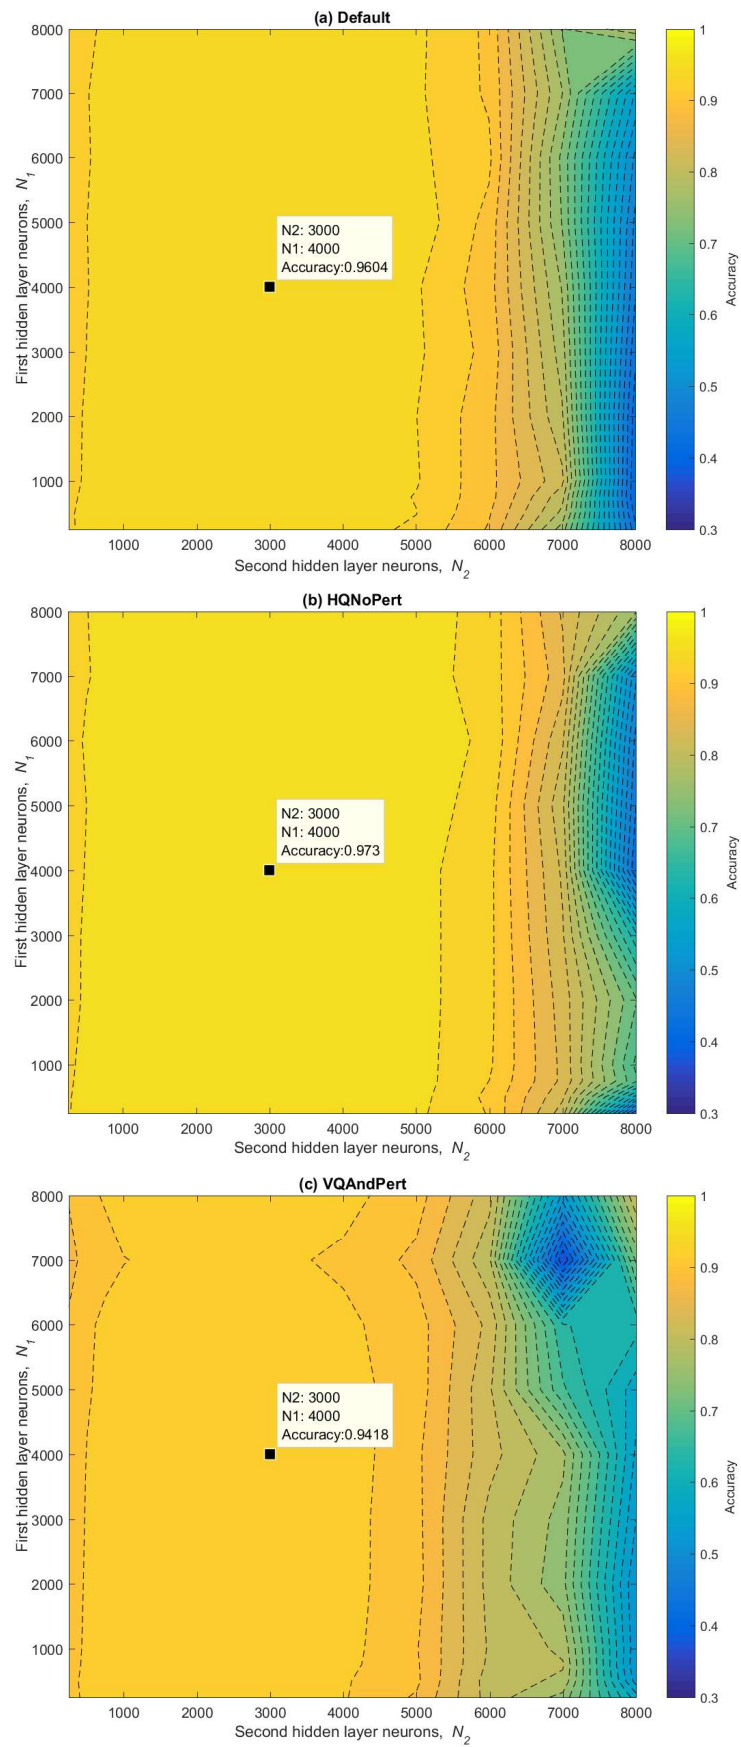 (a) Default
8000
7000
6000
5000
4000
3000
2000
1000
First hidden layer neurons, N1
N2: 3000
N1: 4000
Accuracy:0.9604
1000 2000 3000 4000 5000 6000 7000 8000
Second hidden layer neurons, N2
1
0.9
0.8
0.7
0.6
0.5
0.4
0.3
Accuracy
(b) HQNoPert
8000
7000
6000
5000
4000
3000
2000
1000
First hidden layer neurons, N1
N2: 3000
N1: 4000
Accuracy:0.973
1000 2000 3000 4000 5000 6000 7000 8000
Second hidden layer neurons, N2
1
0.9
0.8
0.7
0.6
0.5
0.4
0.3
Accuracy
(c) VQAndPert
8000
7000
6000
5000
4000
3000
2000
1000
First hidden layer neurons, N1
N2: 3000
N1: 4000
Accuracy:0.9418
1000 2000 3000 4000 5000 6000 7000 8000
Second hidden layer neurons, N2
1
0.9
0.8
0.7
0.6
0.5
0.4
0.3
Accuracy